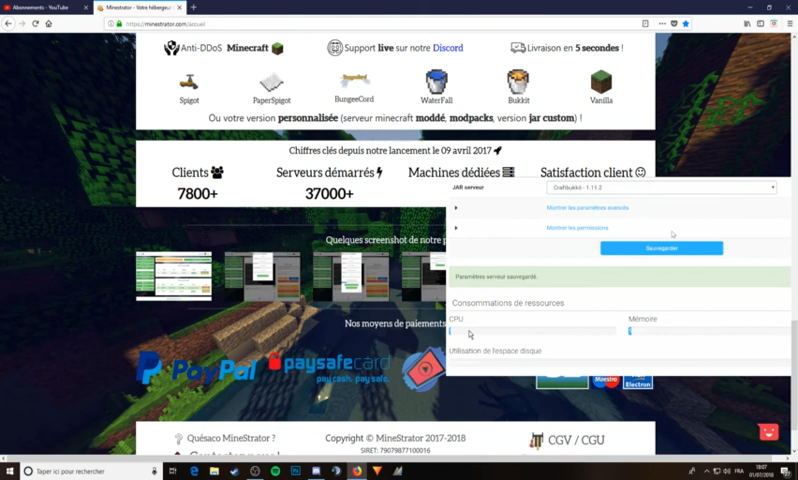 Abonnements - YouTube
Minestrator - Votre hébergeur
https://minestrator.com/accueil
Anti-DDoS Minecraft
Support live sur notre Discord
Livraison en 5 secondes !
Spigot
PaperSpigot
BungeeCord
WaterFall
Bukkit
Vanilla
Ou votre version personnalisée (serveur minecraft moddé, modpacks, version jar custom) !
Chiffres clés depuis notre lancement le 09 avril 2017
Clients
Serveurs démarrés
Machines dédiées
Satisfaction client
7800+
37000+
JAR serveur
Craftbukkit - 1.11.2
Montrer les paramètres avancés
Montrer les permissions
Sauvegarder
Quelques screenshot de notre
Paramètres serveur sauvegardé.
Consommations de ressources
CPU
Mémoire
Nos moyens de paiements
Utilisation de l'espace disque
PayPal
paysafecard
pay cash. pay safe.
Maestro
Electron
Quésaco MineStrator ?
Copyright © MineStrator 2017-2018
CGV / CGU
SIRET: 79079877100016
Taper ici pour rechercher
FRA
18:07
01/07/2018